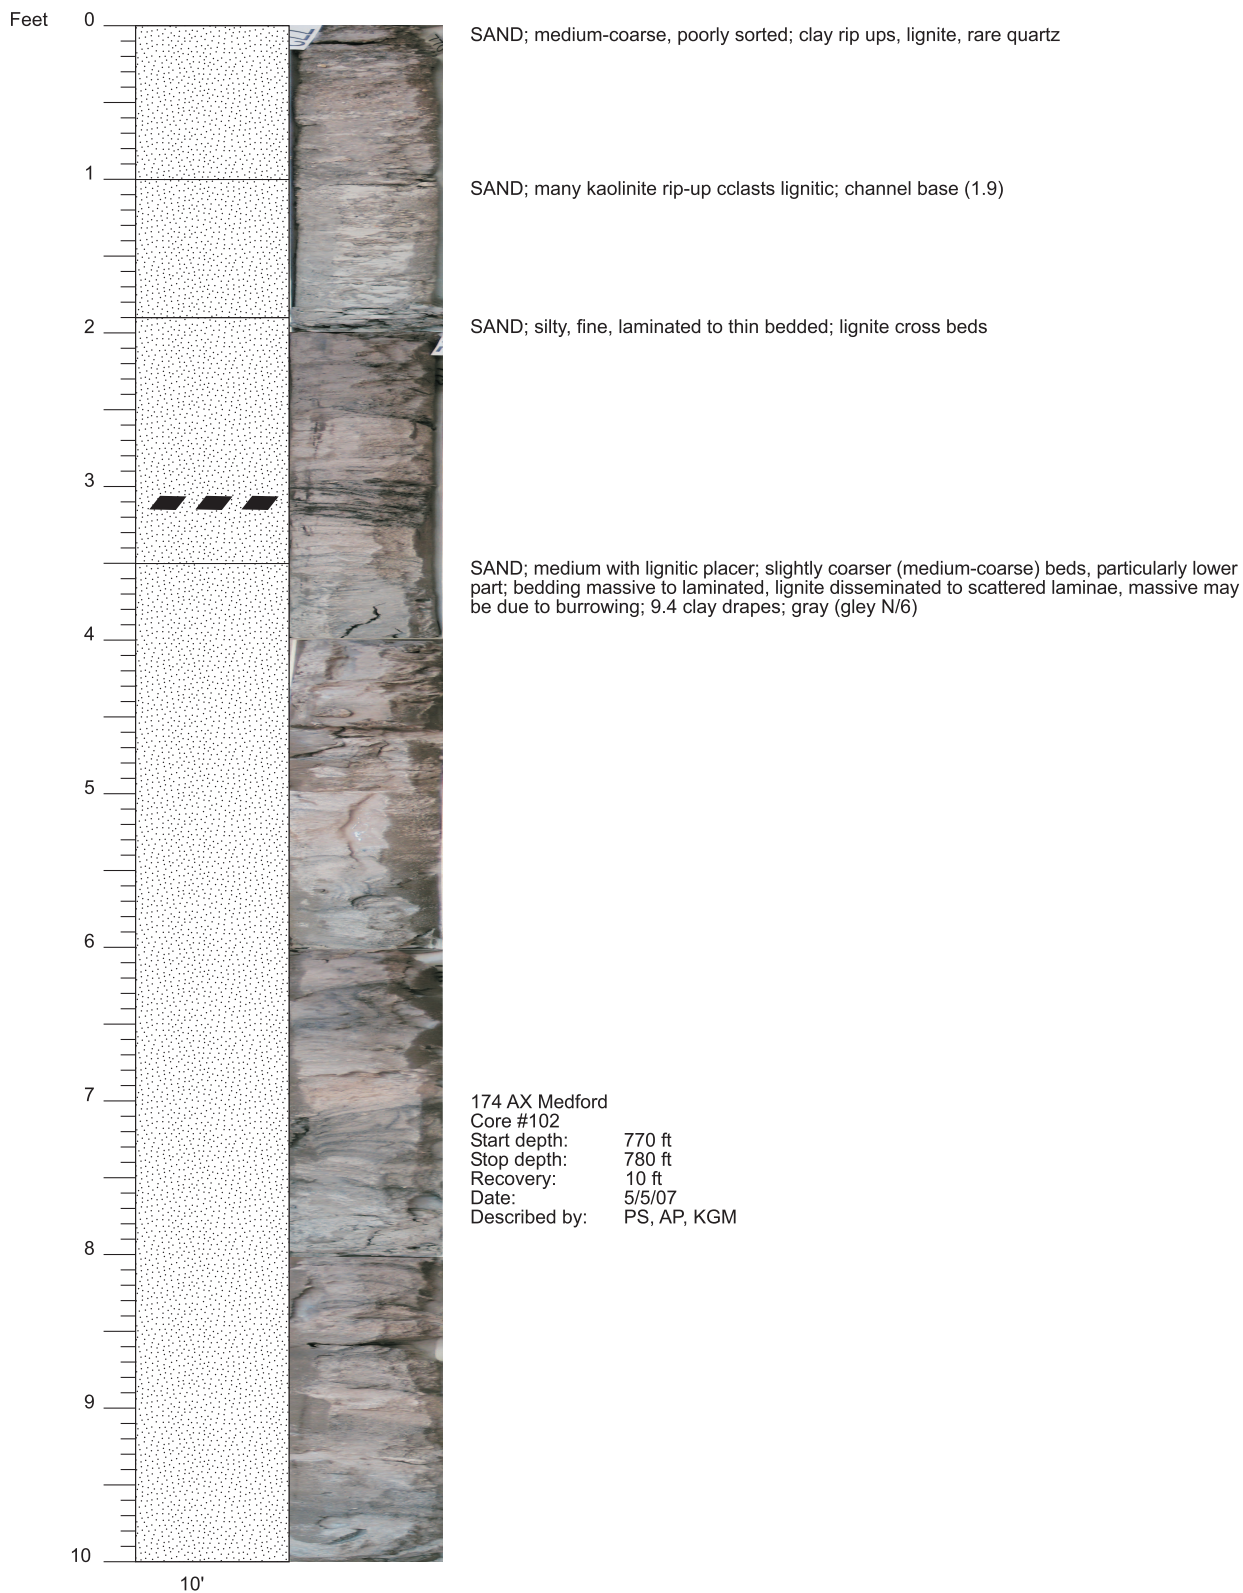 Feet
0
SAND; medium-coarse, poorly sorted; clay rip ups, lignite, rare quartz
1
SAND; many kaolinite rip-up cclasts lignitic; channel base (1.9)
2
SAND; silty, fine, laminated to thin bedded; lignite cross beds
3
SAND; medium with lignitic placer; slightly coarser (medium-coarse) beds, particularly lower
part; bedding massive to laminated, lignite disseminated to scattered laminae, massive may
be due to burrowing; 9.4 clay drapes; gray (gley N/6)
4
5
6
7
174 AX Medford
Core #102
Start depth: 770 ft
Stop depth: 780 ft
Recovery: 10 ft
Date: 5/5/07
Described by: PS, AP, KGM
8
9
10
10'